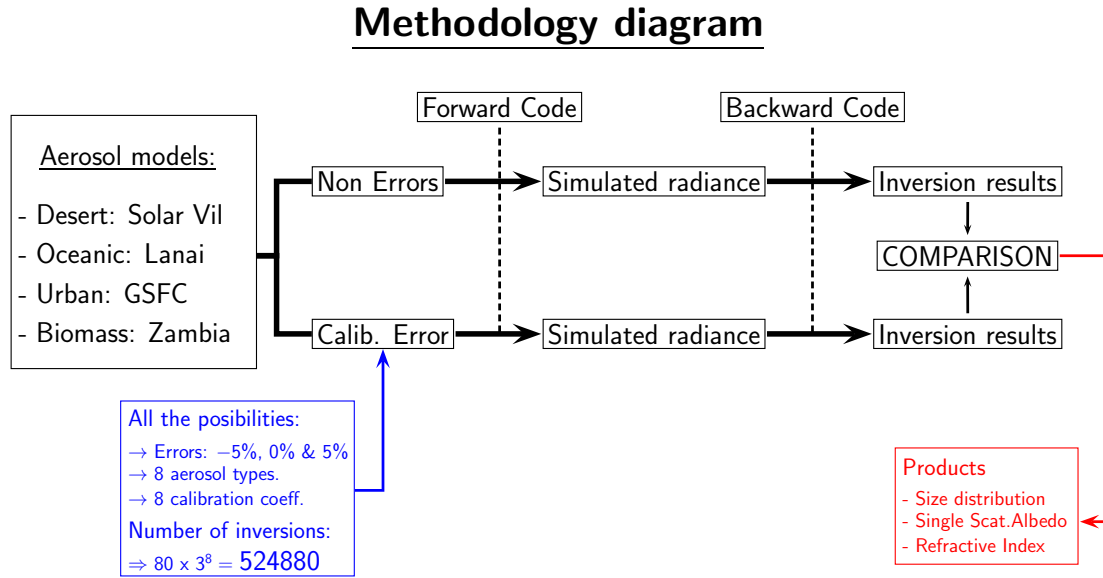 Methodology diagram
Forward Code
Backward Code
Aerosol models:
- Desert: Solar Vil
- Oceanic: Lanai
- Urban: GSFC
- Biomass: Zambia
Non Errors
Simulated radiance
Inversion results
COMPARISON
Calib. Error
Simulated radiance
Inversion results
All the posibilities:
→ Errors: −5%, 0% & 5%
→ 8 aerosol types.
→ 8 calibration coeff.
Number of inversions:
⇒ 80 x 3⁸ = 524880
Products
- Size distribution
- Single Scat.Albedo
- Refractive Index